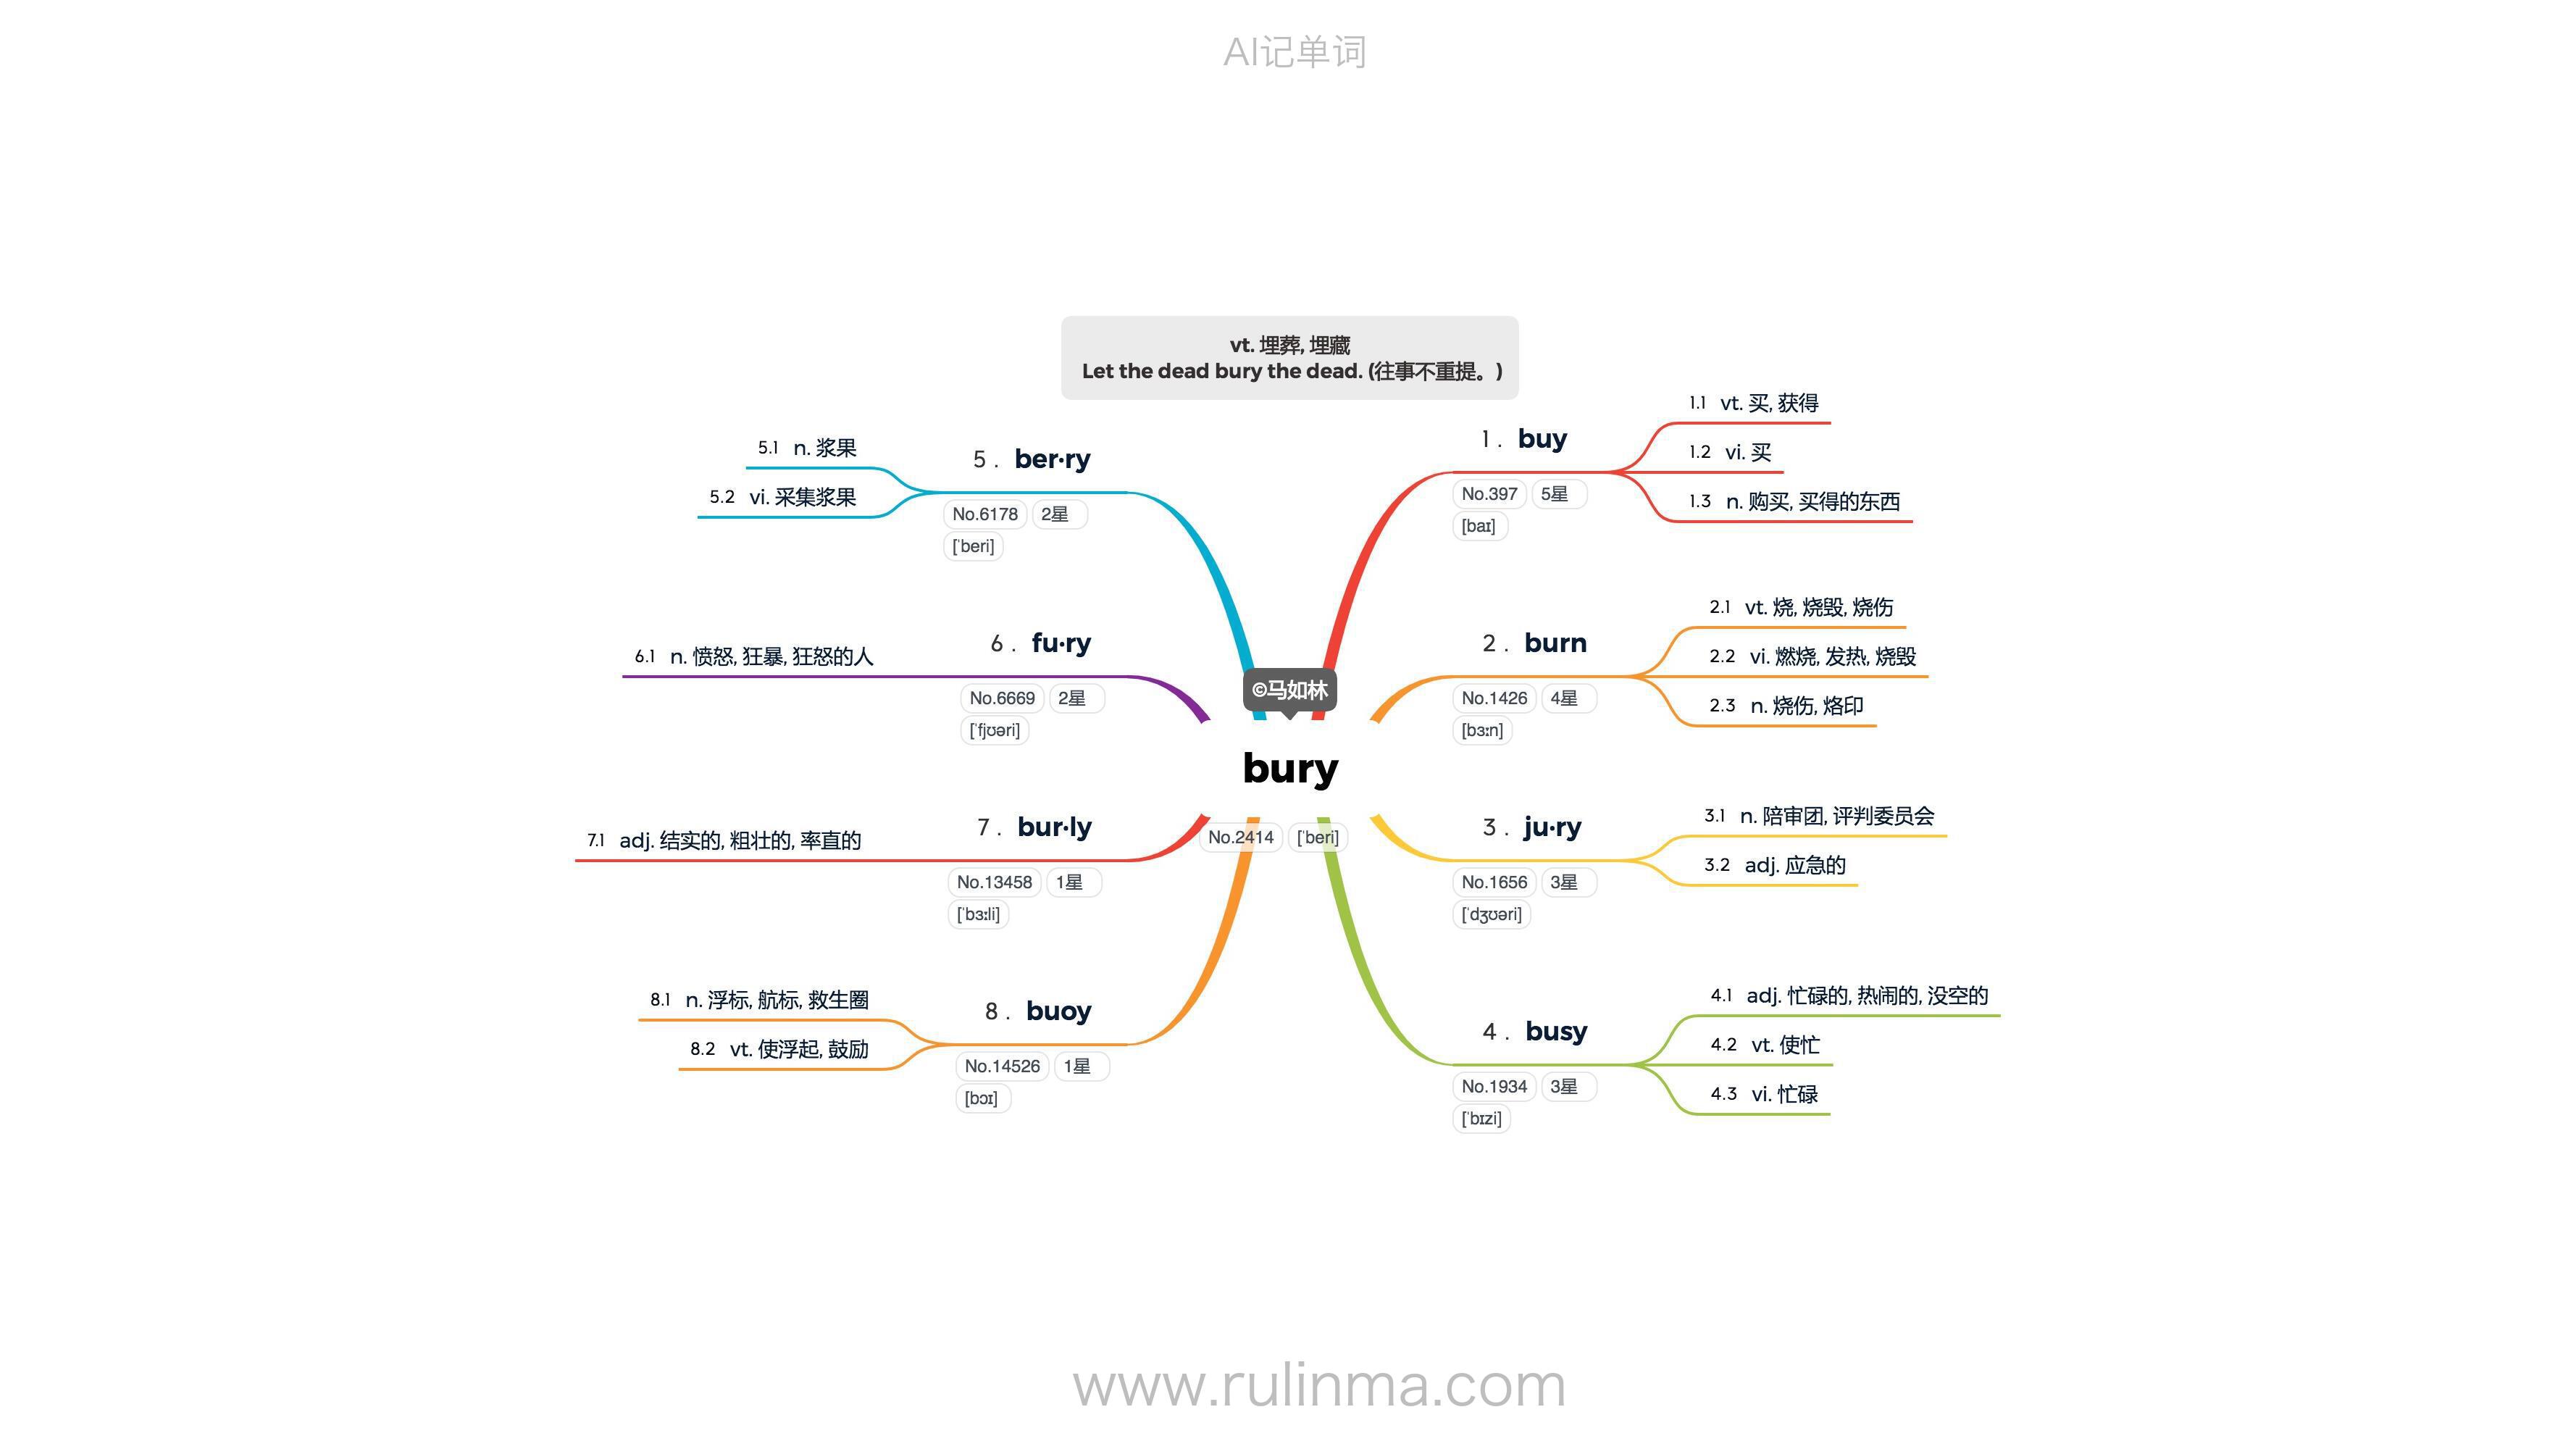 AI记单词
vt. 埋葬, 埋藏
Let the dead bury the dead. (往事不重提。)
©马如林
bury
No.2414 [ˈberi]
1 . buy
No.397 5星
[baɪ]
1.1 vt. 买, 获得
1.2 vi. 买
1.3 n. 购买, 买得的东西
2 . burn
No.1426 4星
[bɜːn]
2.1 vt. 烧, 烧毁, 烧伤
2.2 vi. 燃烧, 发热, 烧毁
2.3 n. 烧伤, 烙印
3 . ju·ry
No.1656 3星
[ˈdʒʊəri]
3.1 n. 陪审团, 评判委员会
3.2 adj. 应急的
4 . busy
No.1934 3星
[ˈbɪzi]
4.1 adj. 忙碌的, 热闹的, 没空的
4.2 vt. 使忙
4.3 vi. 忙碌
5 . ber·ry
No.6178 2星
[ˈberi]
5.1 n. 浆果
5.2 vi. 采集浆果
6 . fu·ry
No.6669 2星
[ˈfjʊəri]
6.1 n. 愤怒, 狂暴, 狂怒的人
7 . bur·ly
No.13458 1星
[ˈbɜːli]
7.1 adj. 结实的, 粗壮的, 率直的
8 . buoy
No.14526 1星
[bɔɪ]
8.1 n. 浮标, 航标, 救生圈
8.2 vt. 使浮起, 鼓励
www.rulinma.com